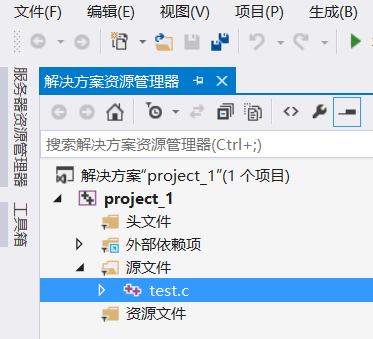 文件(F) 编辑(E) 视图(V) 项目(P) 生成(B)
服务器资源管理器
工具箱
解决方案资源管理器
搜索解决方案资源管理器(Ctrl+;)
解决方案"project_1"(1 个项目)
project_1
头文件
外部依赖项
源文件
test.c
资源文件